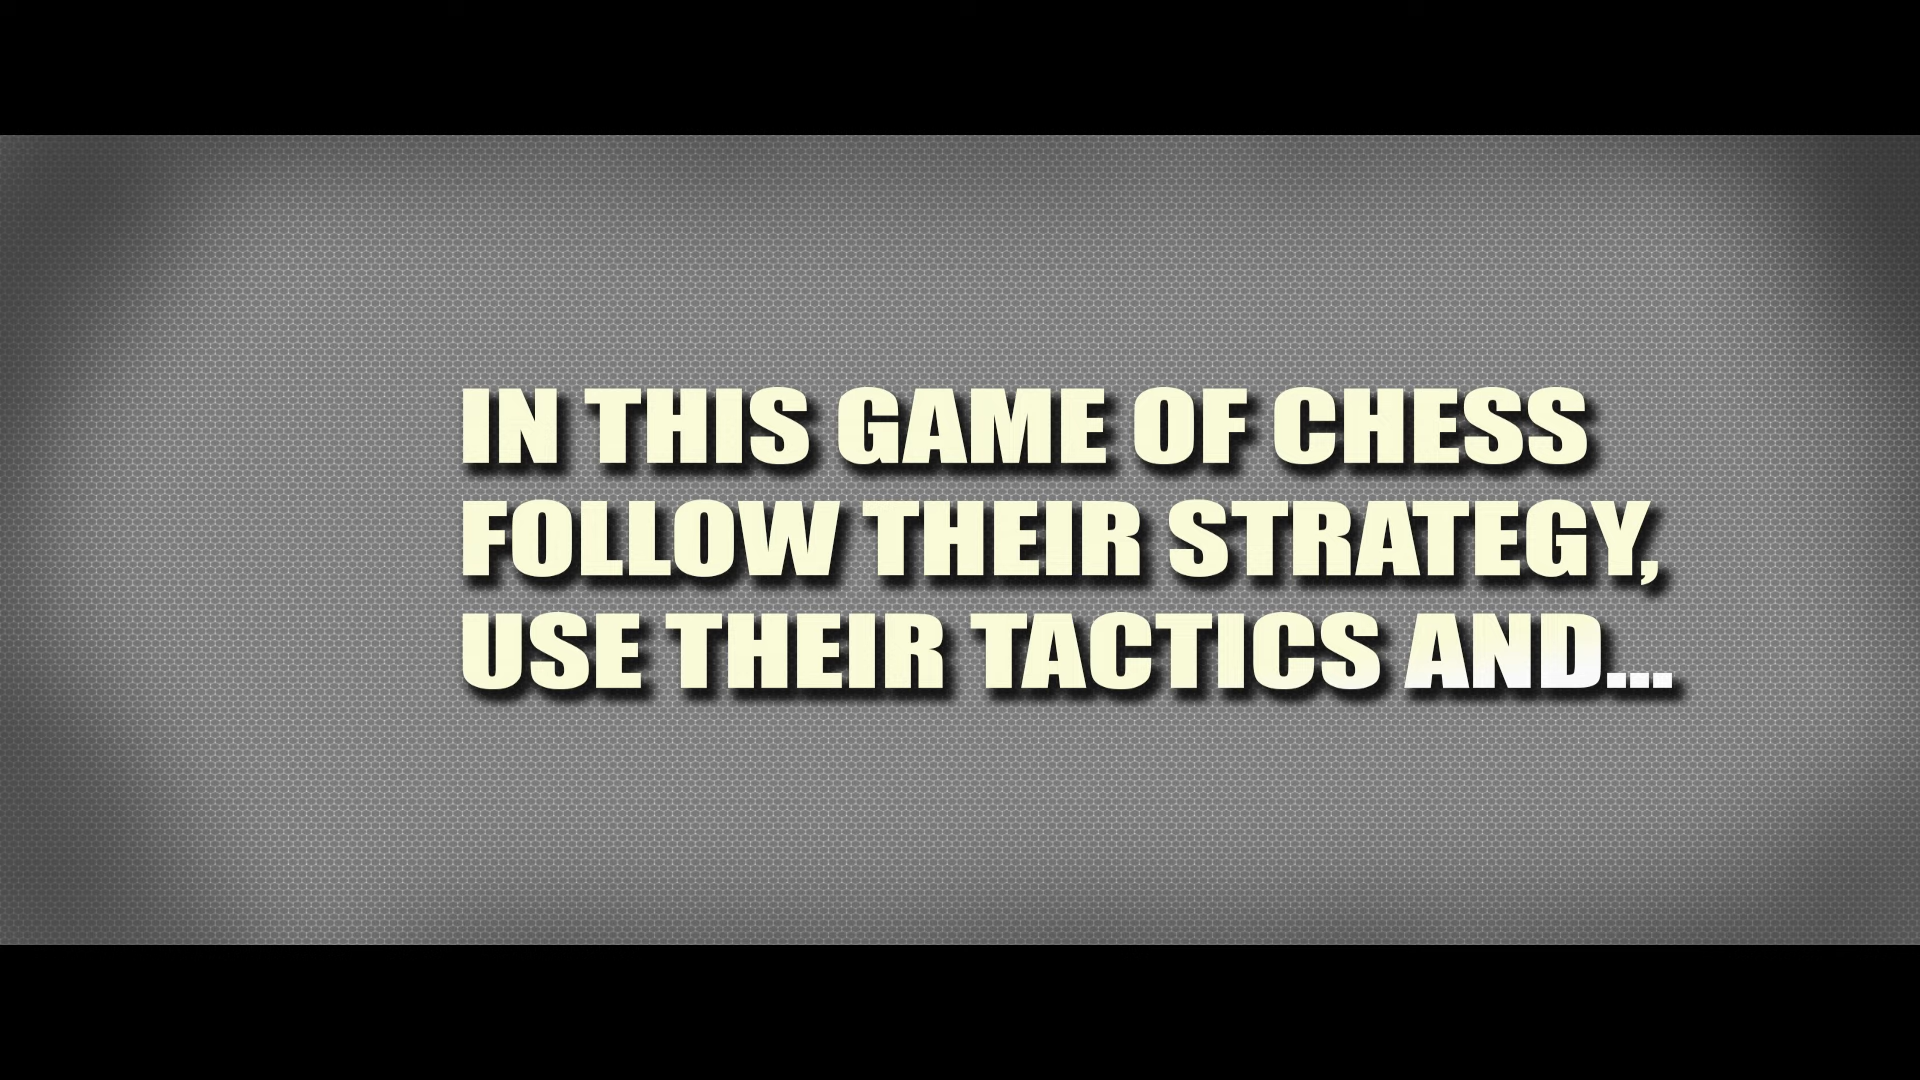 IN THIS GAME OF CHESS
FOLLOW THEIR STRATEGY,
USE THEIR TACTICS AND...